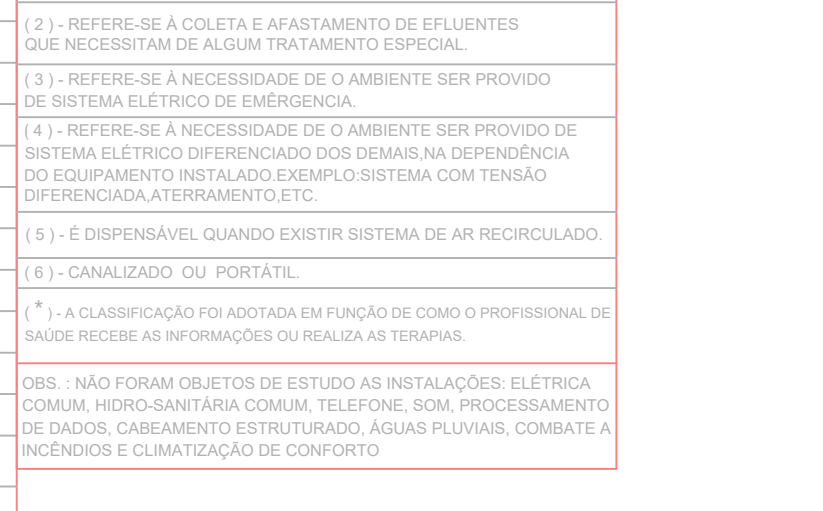 ( 2 ) - REFERE-SE À COLETA E AFASTAMENTO DE EFLUENTES
QUE NECESSITAM DE ALGUM TRATAMENTO ESPECIAL.
( 3 ) - REFERE-SE À NECESSIDADE DE O AMBIENTE SER PROVIDO
DE SISTEMA ELÉTRICO DE EMÊRGENCIA.
( 4 ) - REFERE-SE À NECESSIDADE DE O AMBIENTE SER PROVIDO DE
SISTEMA ELÉTRICO DIFERENCIADO DOS DEMAIS,NA DEPENDÊNCIA
DO EQUIPAMENTO INSTALADO.EXEMPLO:SISTEMA COM TENSÃO
DIFERENCIADA,ATERRAMENTO,ETC.
( 5 ) - É DISPENSÁVEL QUANDO EXISTIR SISTEMA DE AR RECIRCULADO.
( 6 ) - CANALIZADO OU PORTÁTIL.
( * ) - A CLASSIFICAÇÃO FOI ADOTADA EM FUNÇÃO DE COMO O PROFISSIONAL DE
SAÚDE RECEBE AS INFORMAÇÕES OU REALIZA AS TERAPIAS.
OBS. : NÃO FORAM OBJETOS DE ESTUDO AS INSTALAÇÕES: ELÉTRICA
COMUM, HIDRO-SANITÁRIA COMUM, TELEFONE, SOM, PROCESSAMENTO
DE DADOS, CABEAMENTO ESTRUTURADO, ÁGUAS PLUVIAIS, COMBATE A
INCÊNDIOS E CLIMATIZAÇÃO DE CONFORTO